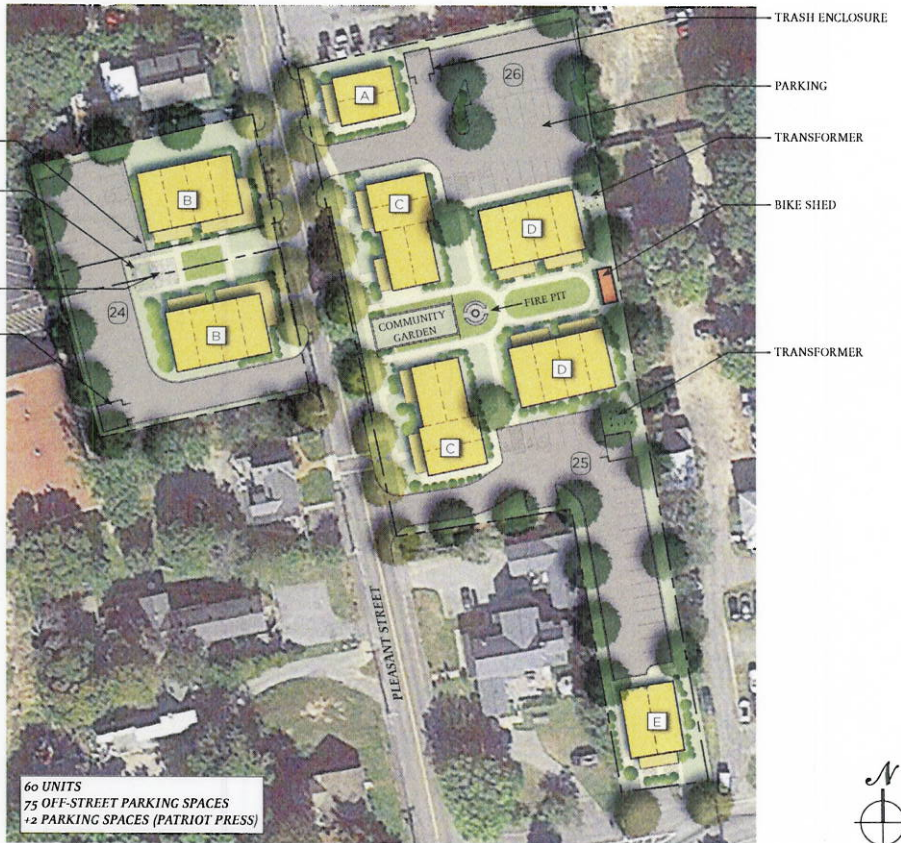 TRASH ENCLOSURE
26
PARKING
A
TRANSFORMER
B
C
BIKE SHED
D
FIRE PIT
24
COMMUNITY
GARDEN
B
TRANSFORMER
D
C
25
PLEASANT STREET
E
60 UNITS
75 OFF-STREET PARKING SPACES
+2 PARKING SPACES (PATRIOT PRESS)
N